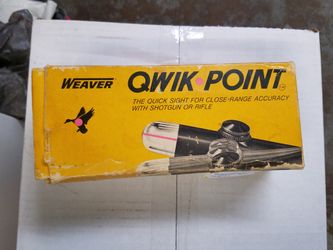 WEAVER
QWIK•POINT
THE QUICK SIGHT FOR CLOSE-RANGE ACCURACY
WITH SHOTGUN OR RIFLE